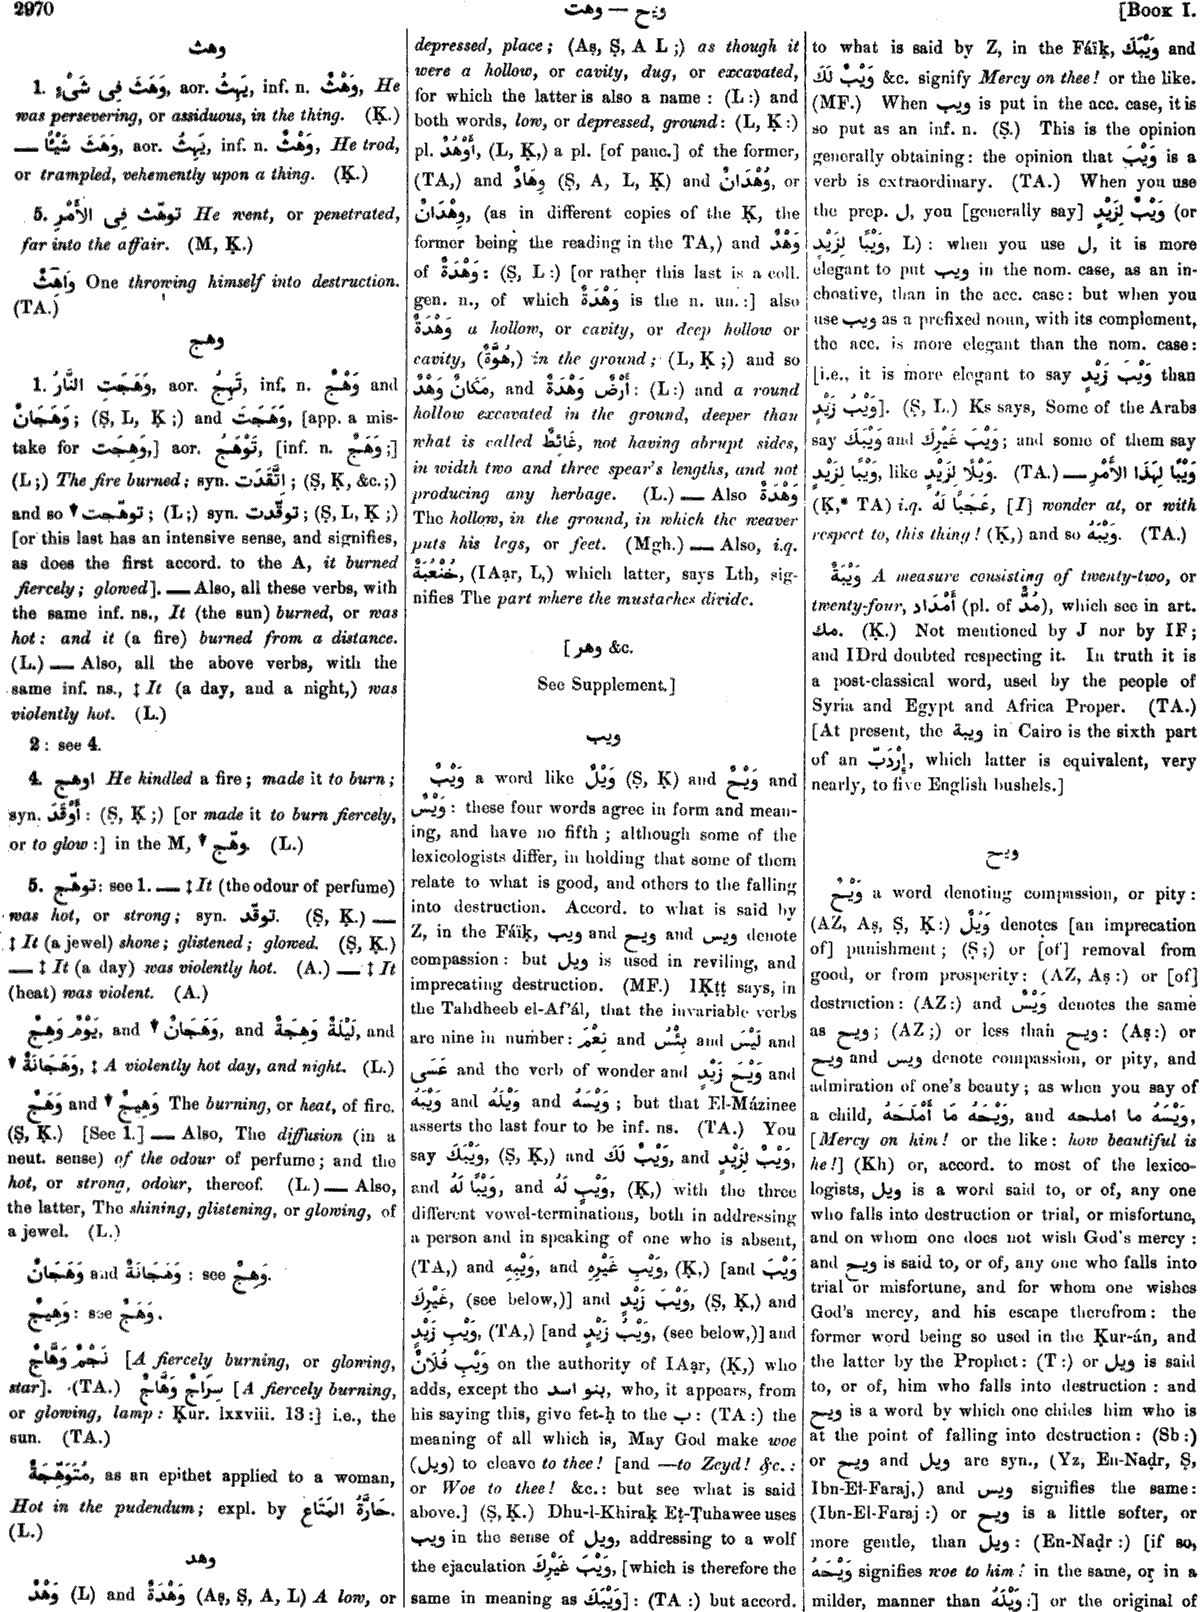 2970
وهت — ويح
[Book I.
وهث
1. وَهَثَ فِى شَىْءٍ, aor. يَهِثُ, inf. n. وَهْثٌ, He
was persevering, or assiduous, in the thing. (Ḳ.)
— وَهَثَ شَيْئًا, aor. يَهِثُ, inf. n. وَهْثٌ, He trod,
or trampled, vehemently upon a thing. (Ḳ.)
5. توهّث فِى الأَمْرِ He went, or penetrated,
far into the affair. (M, Ḳ.)
وَاهِثٌ One throwing himself into destruction.
(TA.)
وهج
1. وَهَجَتِ النَّارُ, aor. تَهِجُ, inf. n. وَهْجٌ and
وَهَجَانٌ; (Ṣ, L, Ḳ;) and وَهَجَتَ, [app. a mis-
take for وَهِجَت,] aor. تَوْهَجُ, [inf. n. وَهَجٌ;]
(L;) The fire burned; syn. اِتَّقَدَت; (Ṣ, Ḳ, &c.;)
and so ↓ توهّجت; (L;) syn. توقّدت; (Ṣ, L, Ḳ;)
[or this last has an intensive sense, and signifies,
as does the first accord. to the A, it burned
fiercely; glowed]. — Also, all these verbs, with
the same inf. ns., It (the sun) burned, or was
hot: and it (a fire) burned from a distance.
(L.) — Also, all the above verbs, with the
same inf. ns., ‡ It (a day, and a night,) was
violently hot. (L.)
2: see 4.
4. اوهج He kindled a fire; made it to burn;
syn. أَوْقَدَ: (Ṣ, Ḳ;) [or made it to burn fiercely,
or to glow:] in the M, ↓ وهّج. (L.)
5. توهّج: see 1. — ‡ It (the odour of perfume)
was hot, or strong; syn. توقّد. (Ṣ, Ḳ.) —
‡ It (a jewel) shone; glistened; glowed. (Ṣ, Ḳ.)
— ‡ It (a day) was violently hot. (A.) — ‡ It
(heat) was violent. (A.)
يَوْمٌ وَهِجٌ, and ↓ وَهَجَانٌ, and لَيْلَةٌ وَهِجَةٌ, and
↓ وَهَجَانَةٌ, ‡ A violently hot day, and night. (L.)
وَهَجٌ and ↓ وَهِيجٌ The burning, or heat, of fire.
(Ṣ, Ḳ.) [See 1.] — Also, The diffusion (in a
neut. sense) of the odour of perfume; and the
hot, or strong, odour, thereof. (L.) — Also,
the latter, The shining, glistening, or glowing, of
a jewel. (L.)
وَهَجَانٌ and وَهَجَانَةٌ: see وَهِجٌ.
وَهِيجٌ: see وَهَجٌ.
نَجْمٌ وَهَّاجٌ [A fiercely burning, or glowing,
star]. (TA.) سِرَاجٌ وَهَّاجٌ [A fiercely burning,
or glowing, lamp: Ḳur. lxxviii. 13:] i.e., the
sun. (TA.)
مُتَوَهِّجَةٌ, as an epithet applied to a woman,
Hot in the pudendum; expl. by حَارَّةُ المَتَاعِ.
(L.)
وهد
وَهْدٌ (L) and وَهْدَةٌ (Aṣ, Ṣ, A, L) A low, or
depressed, place; (Aṣ, Ṣ, A L;) as though it
were a hollow, or cavity, dug, or excavated,
for which the latter is also a name: (L:) and
both words, low, or depressed, ground: (L, Ḳ:)
pl. أَوْهُدٌ, (L, Ḳ,) a pl. [of pauc.] of the former,
(TA,) and وِهَادٌ (Ṣ, A, L, Ḳ) and وُهْدَانٌ, or
وِهْدَانٌ, (as in different copies of the Ḳ, the
former being the reading in the TA,) and وَهْدٌ
of وَهْدَةٌ: (Ṣ, L:) [or rather this last is a coll.
gen. n., of which وَهْدَةٌ is the n. un.:] also
وَهْدَةٌ a hollow, or cavity, or deep hollow or
cavity, (هُوَّةٌ,) in the ground; (L, Ḳ;) and so
مَكَانٌ وَهْدٌ, and أَرْضٌ وَهْدَةٌ: (L:) and a round
hollow excavated in the ground, deeper than
what is called غَائِطٌ, not having abrupt sides,
in width two and three spear's lengths, and not
producing any herbage. (L.) — Also وَهْدَةٌ
The hollow, in the ground, in which the weaver
puts his legs, or feet. (Mgh.) — Also, i.q.
خُنْعُبَةٌ, (IAạr, L,) which latter, says Lth, sig-
nifies The part where the mustaches divide.
[وهر &c.
See Supplement.]
ويب
وَيْبٌ a word like وَيْلٌ (Ṣ, Ḳ) and وَيْحٌ and
وَيْسٌ: these four words agree in form and mean-
ing, and have no fifth; although some of the
lexicologists differ, in holding that some of them
relate to what is good, and others to the falling
into destruction. Accord. to what is said by
Z, in the Fáïḳ, ويب and ويح and ويس denote
compassion: but ويل is used in reviling, and
imprecating destruction. (MF.) IḲṭṭ says, in
the Tahdheeb el-Af'ál, that the invariable verbs
are nine in number: نِعْمَ and بِئْسُ and لَيْسَ and
عَسَى and the verb of wonder and وَيْحَ زَيْدٍ and
وَيْبَهُ and وَيْلَهُ and وَيْسَهُ; but that El-Mázinee
asserts the last four to be inf. ns. (TA.) You
say وَيْبَكَ, (Ṣ, Ḳ,) and وَيْبٌ لَكَ, and وَيْبٌ لِزَيْدٍ,
and وَيْبًا لَهُ, and وَيْبٍ لَهُ, (Ḳ,) with the three
different vowel-terminations, both in addressing
a person and in speaking of one who is absent,
(TA,) and وَيْبِهِ, and وَيْبِ غَيْرِهِ, (Ḳ,) [and وَيْبَ
غَيْرِكَ, (see below,)] and وَيْبَ زَيْدٍ, (Ṣ, Ḳ,) and
وَيْبِ زَيْدٍ, (TA,) [and وَيْبُ زَيْدٍ, (see below,)] and
وَيْبِ فُلَانٌ on the authority of IAạr, (Ḳ,) who
adds, except the بنو اسد, who, it appears, from
his saying this, give fet-ḥ to the ب: (TA:) the
meaning of all which is, May God make woe
(ويل) to cleave to thee! [and —to Zeyd! &c.:
or Woe to thee! &c.: but see what is said
above.] (Ṣ, Ḳ.) Dhu-l-Khiraḳ Eṭ-Ṭuhawee uses
ويب in the sense of ويل, addressing to a wolf
the ejaculation وَيْبَ غَيْرِكَ, [which is therefore the
same in meaning as وَيْبَكَ]: (TA:) but accord.
to what is said by Z, in the Fáïḳ, وَيْبَكَ and
وَيْبٌ لَكَ &c. signify Mercy on thee! or the like.
(MF.) When ويب is put in the acc. case, it is
so put as an inf. n. (Ṣ.) This is the opinion
generally obtaining: the opinion that وَيْبَ is a
verb is extraordinary. (TA.) When you use
the prep. ل, you [generally say] وَيْبٌ لِزَيْدٍ (or
وَيْبًا لِزَيْدٍ, L): when you use ل, it is more
elegant to put ويب in the nom. case, as an in-
choative, than in the acc. case: but when you
use ويب as a prefixed noun, with its complement,
the acc. is more elegant than the nom. case:
[i.e., it is more elegant to say وَيْبَ زَيْدٍ than
وَيْبُ زَيْدٍ]. (Ṣ, L.) Ks says, Some of the Arabs
say وَيْبَكَ and وَيْبَ غَيْرِكَ; and some of them say
وَيْبًا لِزَيْدٍ, like وَيْلًا لِزَيْدٍ. (TA.) — وَيْبًا لِهٰذَا الأَمْرِ
(Ḳ,* TA) i.q. عَجَبًا لَهُ, [I] wonder at, or with
respect to, this thing! (Ḳ,) and so وَيْبَهُ. (TA.)
وَيْبَةٌ A measure consisting of twenty-two, or
twenty-four, أَمْدَاد (pl. of مُدٌّ), which see in art.
مك. (Ḳ.) Not mentioned by J nor by IF;
and IDrd doubted respecting it. In truth it is
a post-classical word, used by the people of
Syria and Egypt and Africa Proper. (TA.)
[At present, the ويبة in Cairo is the sixth part
of an إِرْدَبّ, which latter is equivalent, very
nearly, to five English bushels.]
ويح
وَيْحٌ a word denoting compassion, or pity:
(AZ, Aṣ, Ṣ, Ḳ:) وَيْلٌ denotes [an imprecation
of] punishment; (Ṣ;) or [of] removal from
good, or from prosperity: (AZ, Aṣ:) or [of]
destruction: (AZ:) and وَيْسٌ denotes the same
as ويح; (AZ;) or less than ويح: (Aṣ:) or
ويح and ويس denote compassion, or pity, and
admiration of one's beauty; as when you say of
a child, وَيْحَهُ مَا أَمْلَحَهُ, and وَيْسَهُ ما املحه,
[Mercy on him! or the like: how beautiful is
he!] (Kh) or, accord. to most of the lexico-
logists, ويل is a word said to, or of, any one
who falls into destruction or trial, or misfortune,
and on whom one does not wish God's mercy:
and ويح is said to, or of, any one who falls into
trial or misfortune, and for whom one wishes
God's mercy, and his escape therefrom: the
former word being so used in the Ḳur-án, and
the latter by the Prophet: (T:) or ويل is said
to, or of, him who falls into destruction: and
ويح is a word by which one chides him who is
at the point of falling into destruction: (Sb:)
or ويح and ويل are syn., (Yz, En-Naḍr, Ṣ,
Ibn-El-Faraj,) and ويس signifies the same:
(Ibn-El-Faraj:) or ويح is a little softer, or
more gentle, than ويل: (En-Naḍr:) [if so,
وَيْحَهُ signifies woe to him! in the same, or in a
milder, manner than وَيْلَهُ:] or the original of